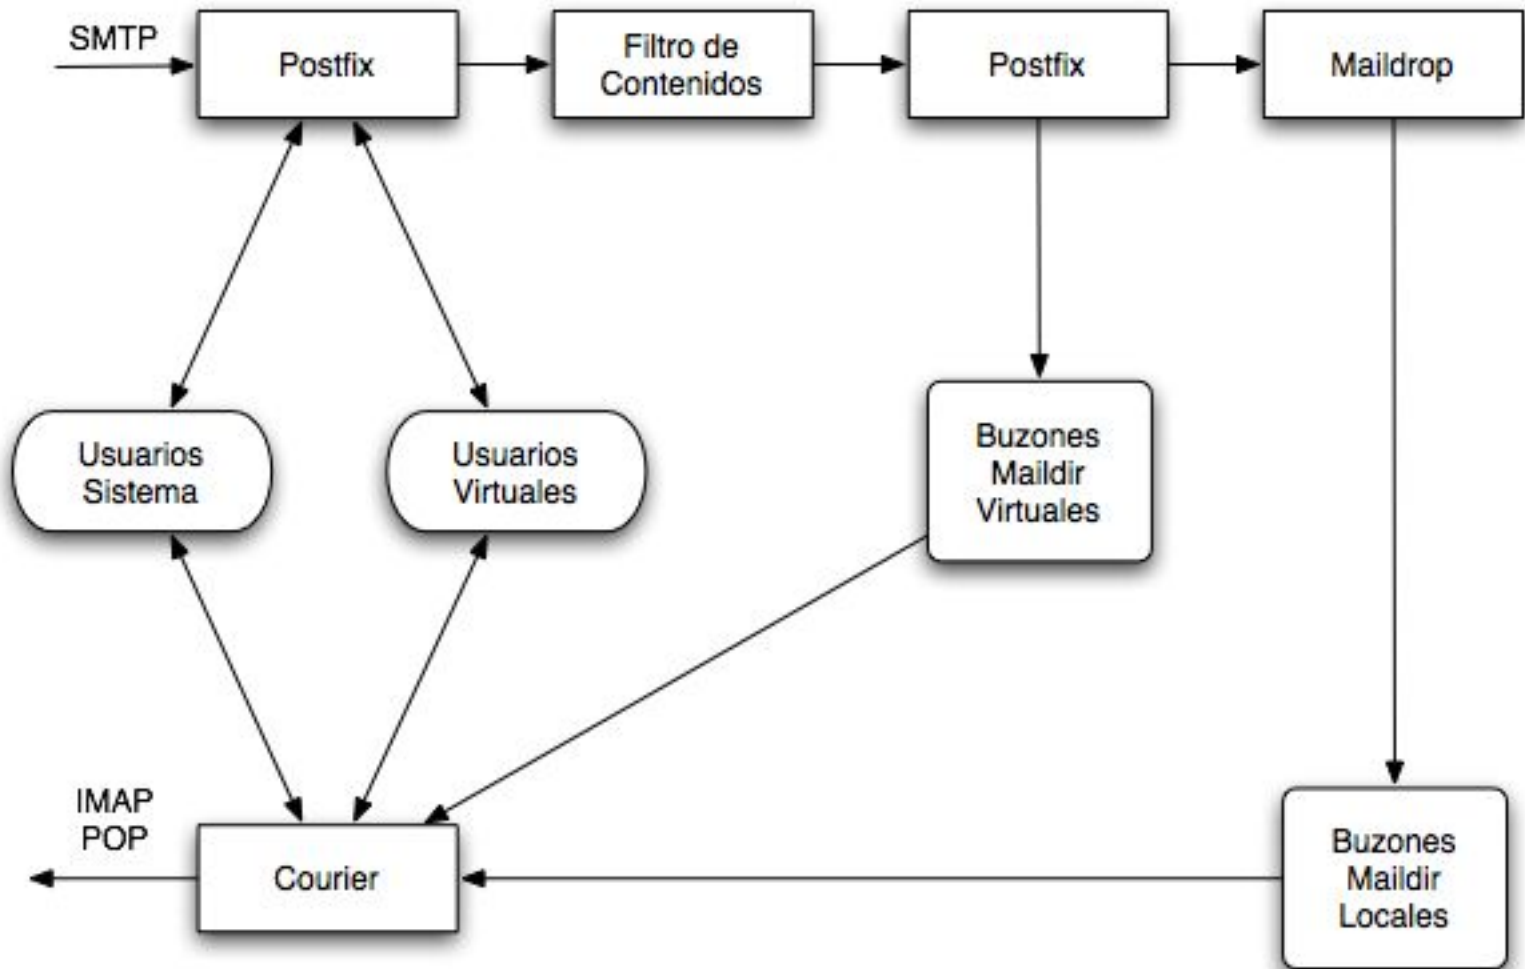 SMTP
Postfix
Filtro de
Contenidos
Postfix
Maildrop
Usuarios
Sistema
Usuarios
Virtuales
Buzones
Maildir
Virtuales
IMAP
POP
Courier
Buzones
Maildir
Locales